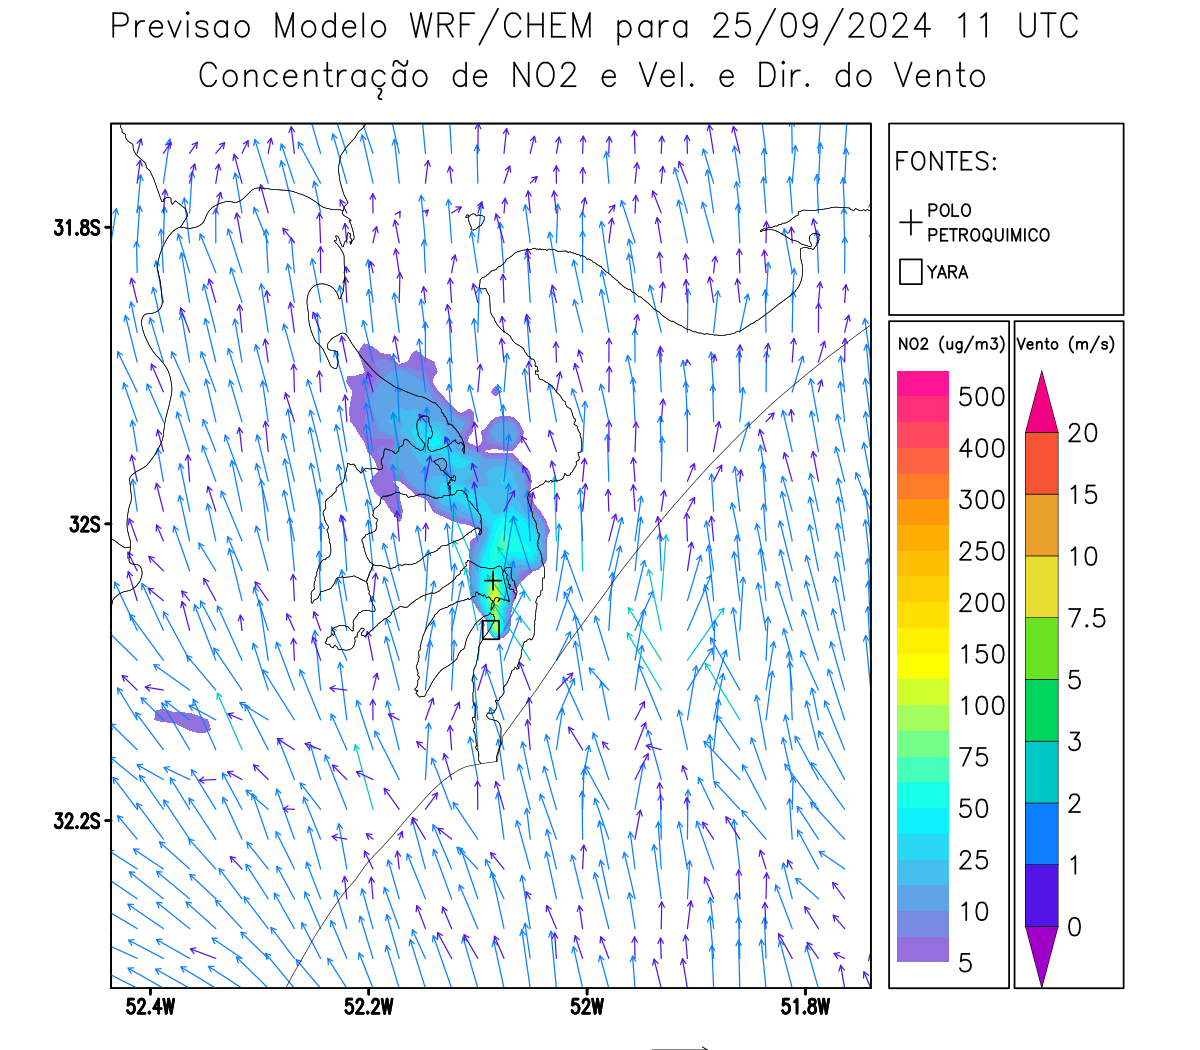 Previsao Modelo WRF/CHEM para 25/09/2024 11 UTC
Concentração de NO2 e Vel. e Dir. do Vento
FONTES:
POLO
PETROQUIMICO
YARA
NO2 (ug/m3)
500
400
300
250
200
150
100
75
50
25
10
5
Vento (m/s)
20
15
10
7.5
5
3
2
1
0
31.8S
32S
32.2S
52.4W
52.2W
52W
51.8W